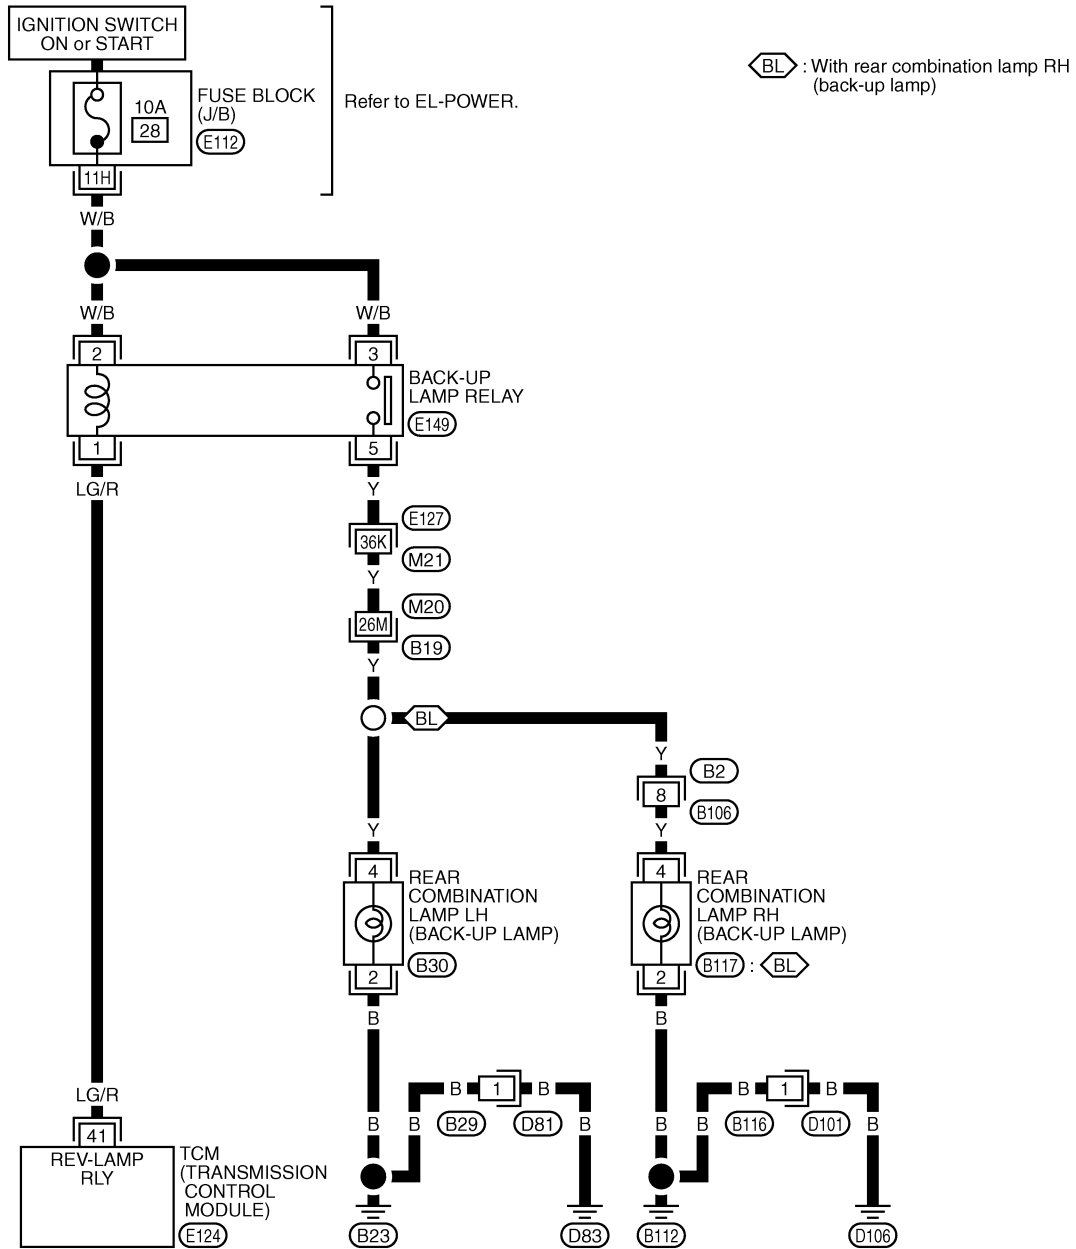 IGNITION SWITCH
ON or START
BL : With rear combination lamp RH
(back-up lamp)
10A
28
FUSE BLOCK
(J/B)
E112
Refer to EL-POWER.
11H
W/B
W/B
W/B
2
3
BACK-UP
LAMP RELAY
E149
1
5
LG/R
Y
E127
36K
M21
Y
M20
26M
B19
Y
BL
Y
B2
8
B106
Y
Y
4
4
REAR
COMBINATION
LAMP LH
(BACK-UP LAMP)
B30
REAR
COMBINATION
LAMP RH
(BACK-UP LAMP)
B117 : BL
2
2
B
B
LG/R
B
1
B
B
1
B
B29
D81
B116
D101
B
B
B
B
B
B
41
REV-LAMP
RLY
TCM
(TRANSMISSION
CONTROL
MODULE)
E124
B23
D83
B112
D106